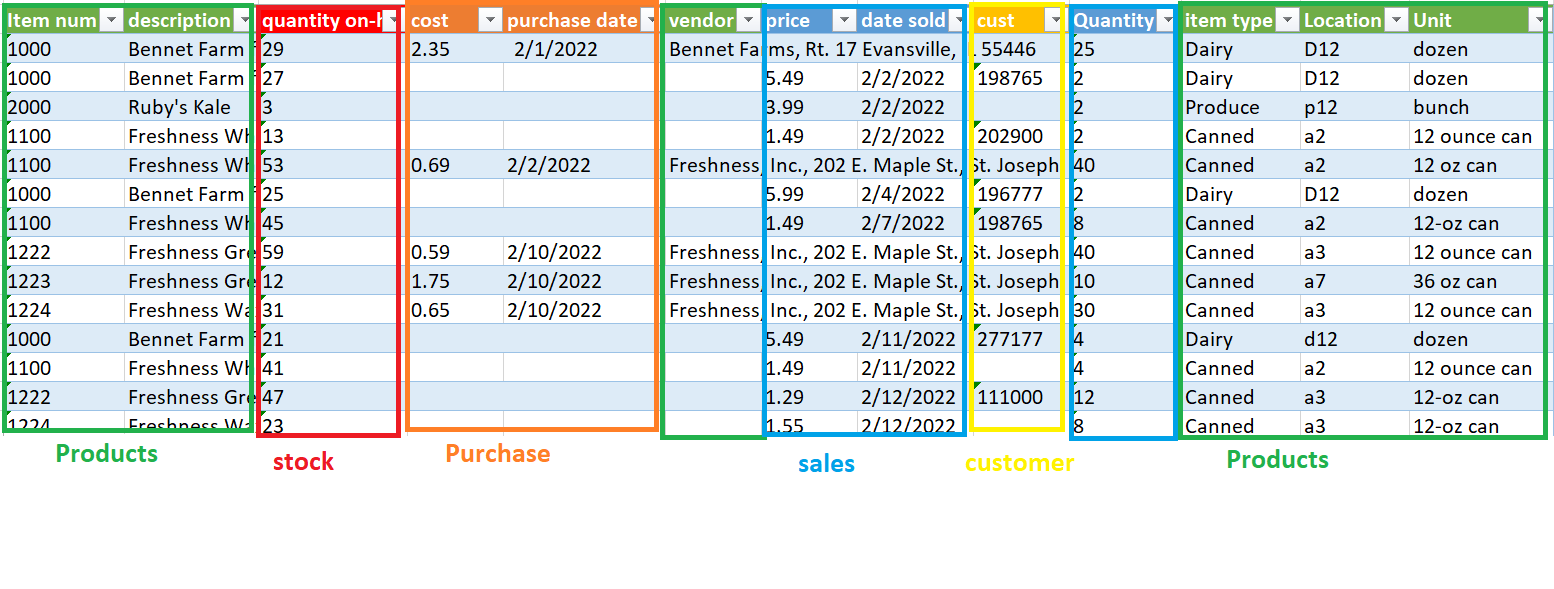 Item num description quantity on-h cost purchase date vendor price date sold cust Quantity item type Location Unit
1000 Bennet Farm 29 2.35 2/1/2022 Bennet Farms, Rt. 17 Evansville, 55446 25 Dairy D12 dozen
1000 Bennet Farm 27 5.49 2/2/2022 198765 2 Dairy D12 dozen
2000 Ruby's Kale 3 3.99 2/2/2022 2 Produce p12 bunch
1100 Freshness Wh 13 1.49 2/2/2022 202900 2 Canned a2 12 ounce can
1100 Freshness Wh 53 0.69 2/2/2022 Freshness, Inc., 202 E. Maple St., St. Joseph 40 Canned a2 12 oz can
1000 Bennet Farm 25 5.99 2/4/2022 196777 2 Dairy D12 dozen
1100 Freshness Wh 45 1.49 2/7/2022 198765 8 Canned a2 12-oz can
1222 Freshness Gre 59 0.59 2/10/2022 Freshness, Inc., 202 E. Maple St., St. Joseph 40 Canned a3 12 ounce can
1223 Freshness Gre 12 1.75 2/10/2022 Freshness, Inc., 202 E. Maple St., St. Joseph 10 Canned a7 36 oz can
1224 Freshness Wa 31 0.65 2/10/2022 Freshness, Inc., 202 E. Maple St., St. Joseph 30 Canned a3 12 ounce can
1000 Bennet Farm 21 5.49 2/11/2022 277177 4 Dairy d12 dozen
1100 Freshness Wh 41 1.49 2/11/2022 4 Canned a2 12 ounce can
1222 Freshness Gre 47 1.29 2/12/2022 111000 12 Canned a3 12-oz can
1224 Freshness Wa 23 1.55 2/12/2022 8 Canned a3 12-oz can
Products stock Purchase sales customer Products